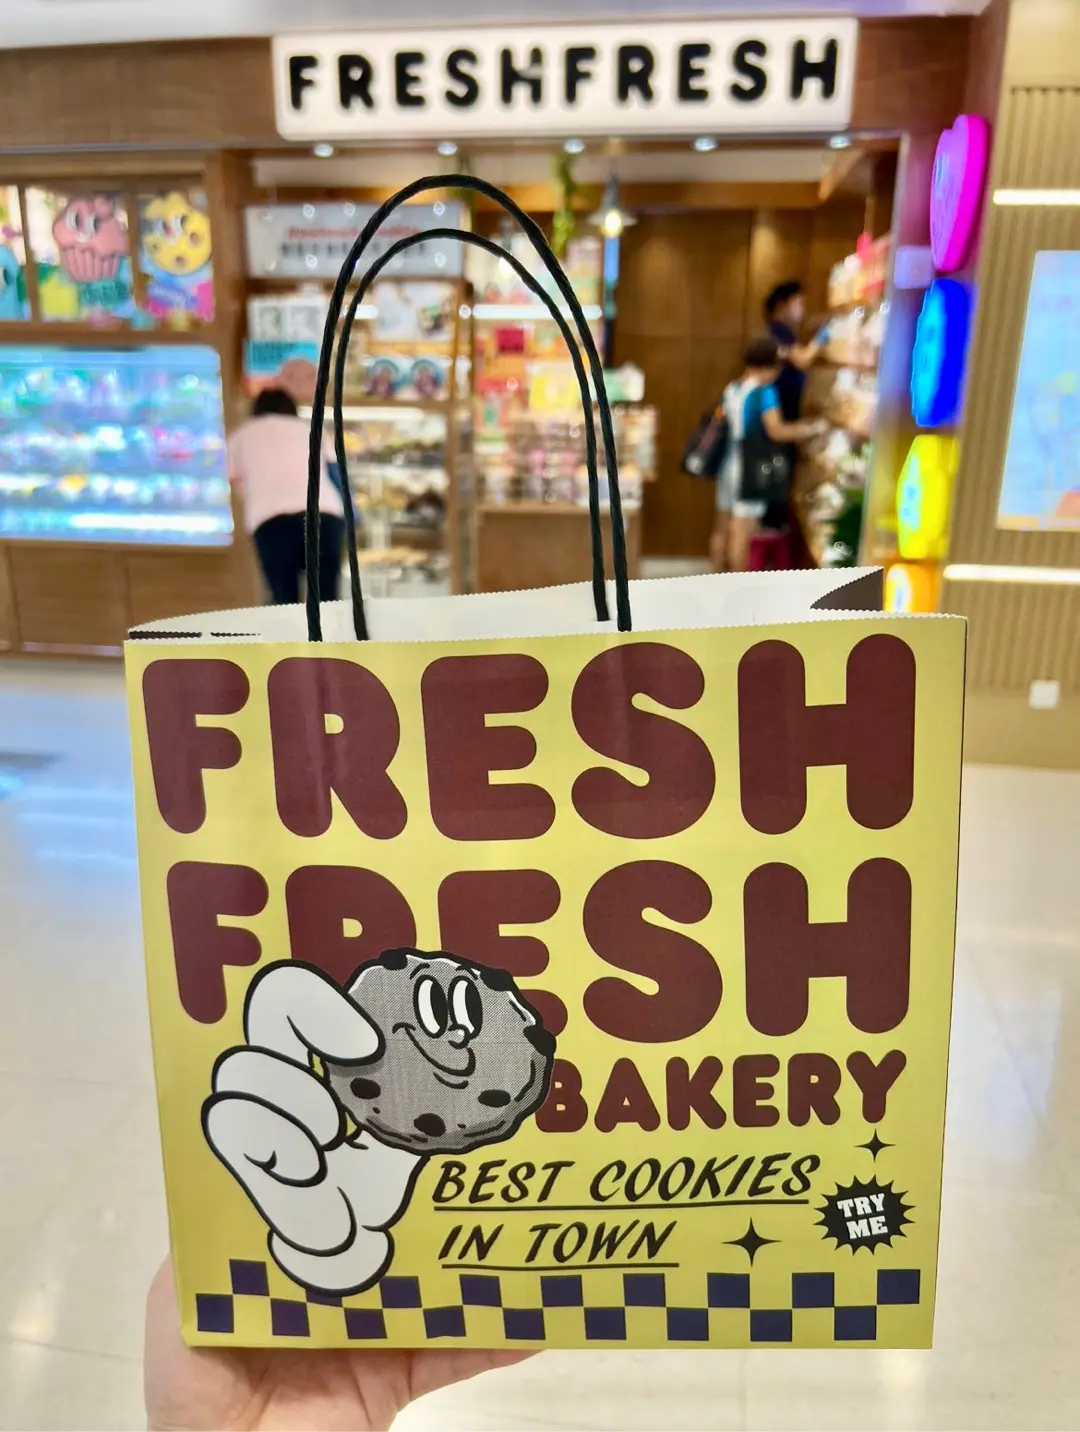 FRESHFRESH
FRESH
FRESH
BAKERY
BEST COOKIES
IN TOWN
TRY
ME